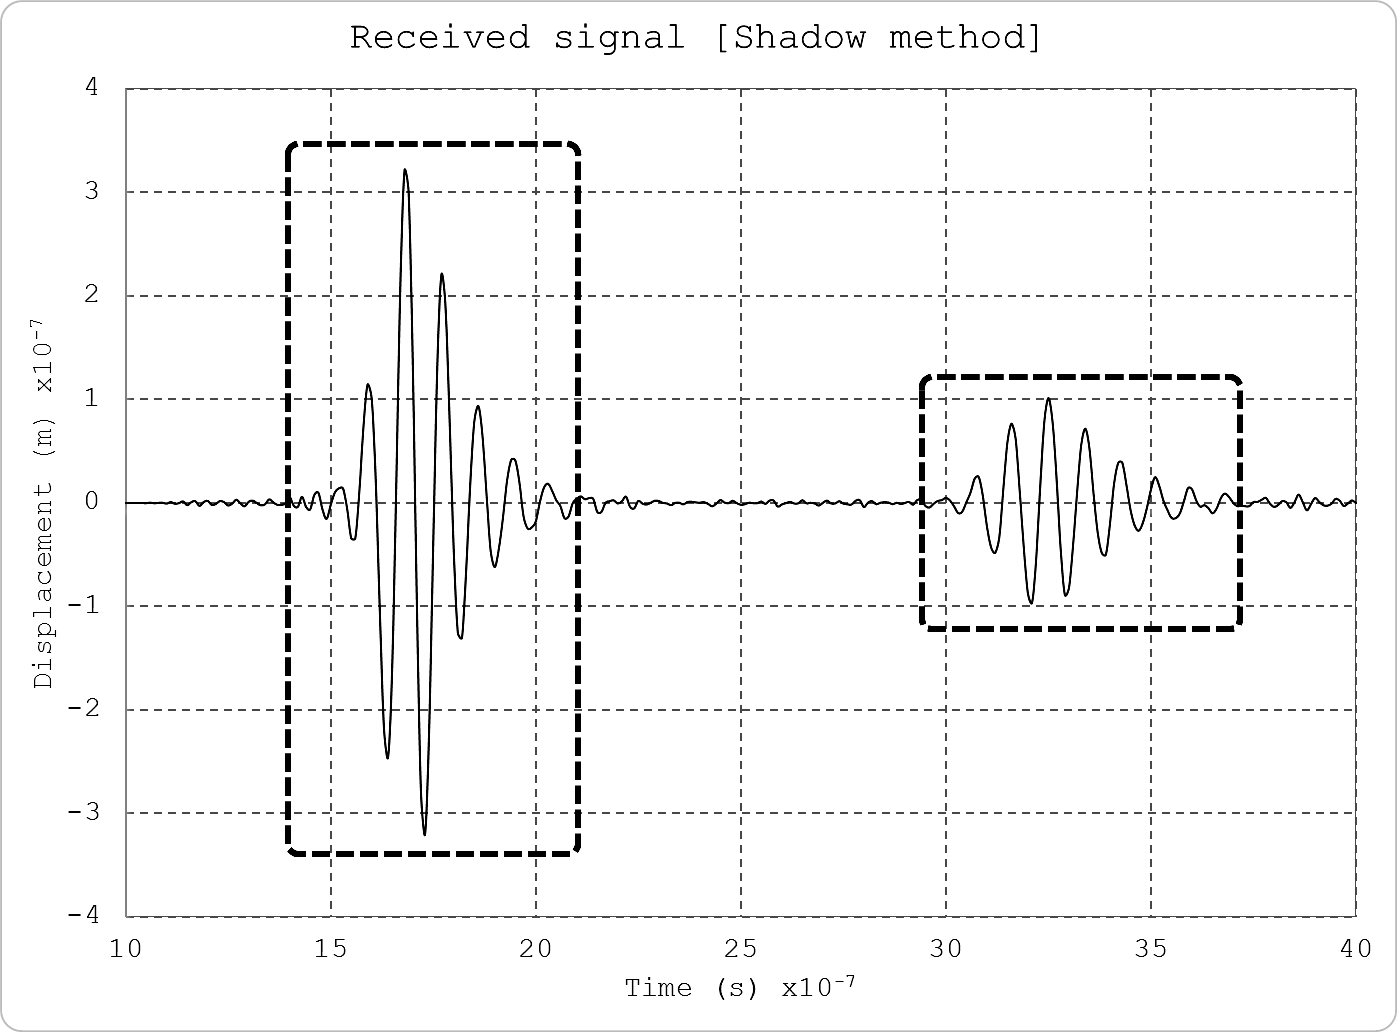 Received signal [Shadow method]
4
3
2
1
0
-1
-2
-3
-4
Displacement (m) x10⁻⁷
10 15 20 25 30 35 40
Time (s) x10⁻⁷